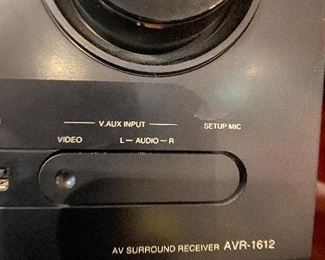 V.AUX INPUT
SETUP MIC
VIDEO L — AUDIO — R
AV SURROUND RECEIVER AVR-1612